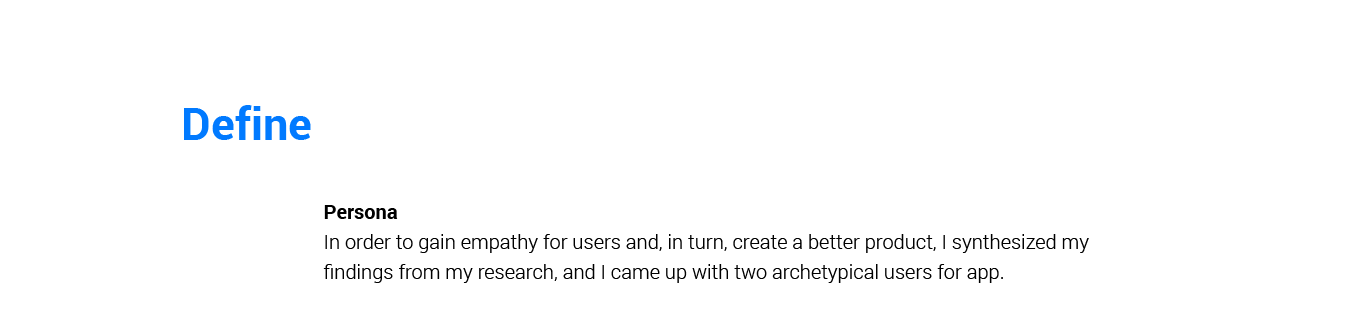 Define
Persona
In order to gain empathy for users and, in turn, create a better product, I synthesized my
findings from my research, and I came up with two archetypical users for app.